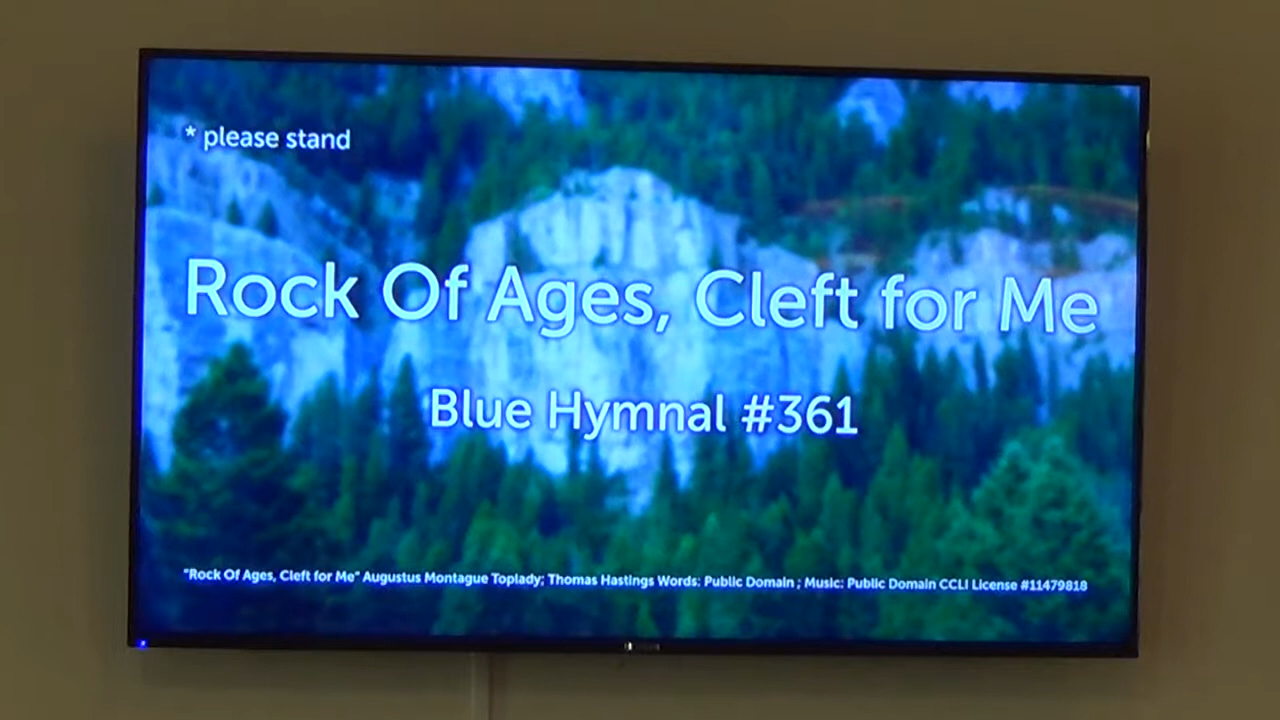 * please stand
Rock Of Ages, Cleft for Me
Blue Hymnal #361
"Rock Of Ages, Cleft for Me" Augustus Montague Toplady; Thomas Hastings Words: Public Domain ; Music: Public Domain CCLI License #11479818